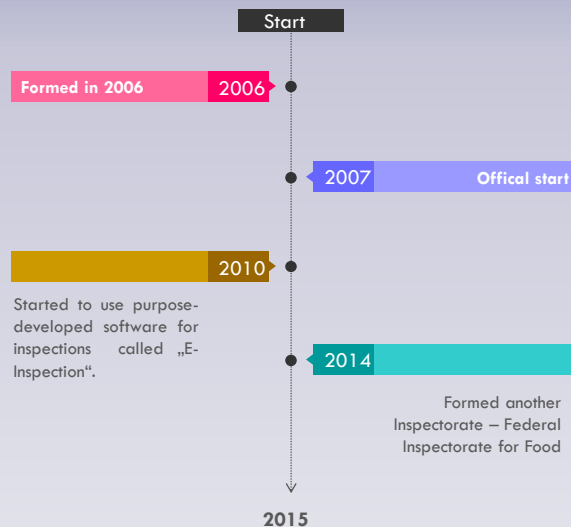 Start
Formed in 2006 2006
2007 Offical start
2010
Started to use purpose-
developed software for
inspections called „E-
Inspection“.
2014
Formed another
Inspectorate – Federal
Inspectorate for Food
2015